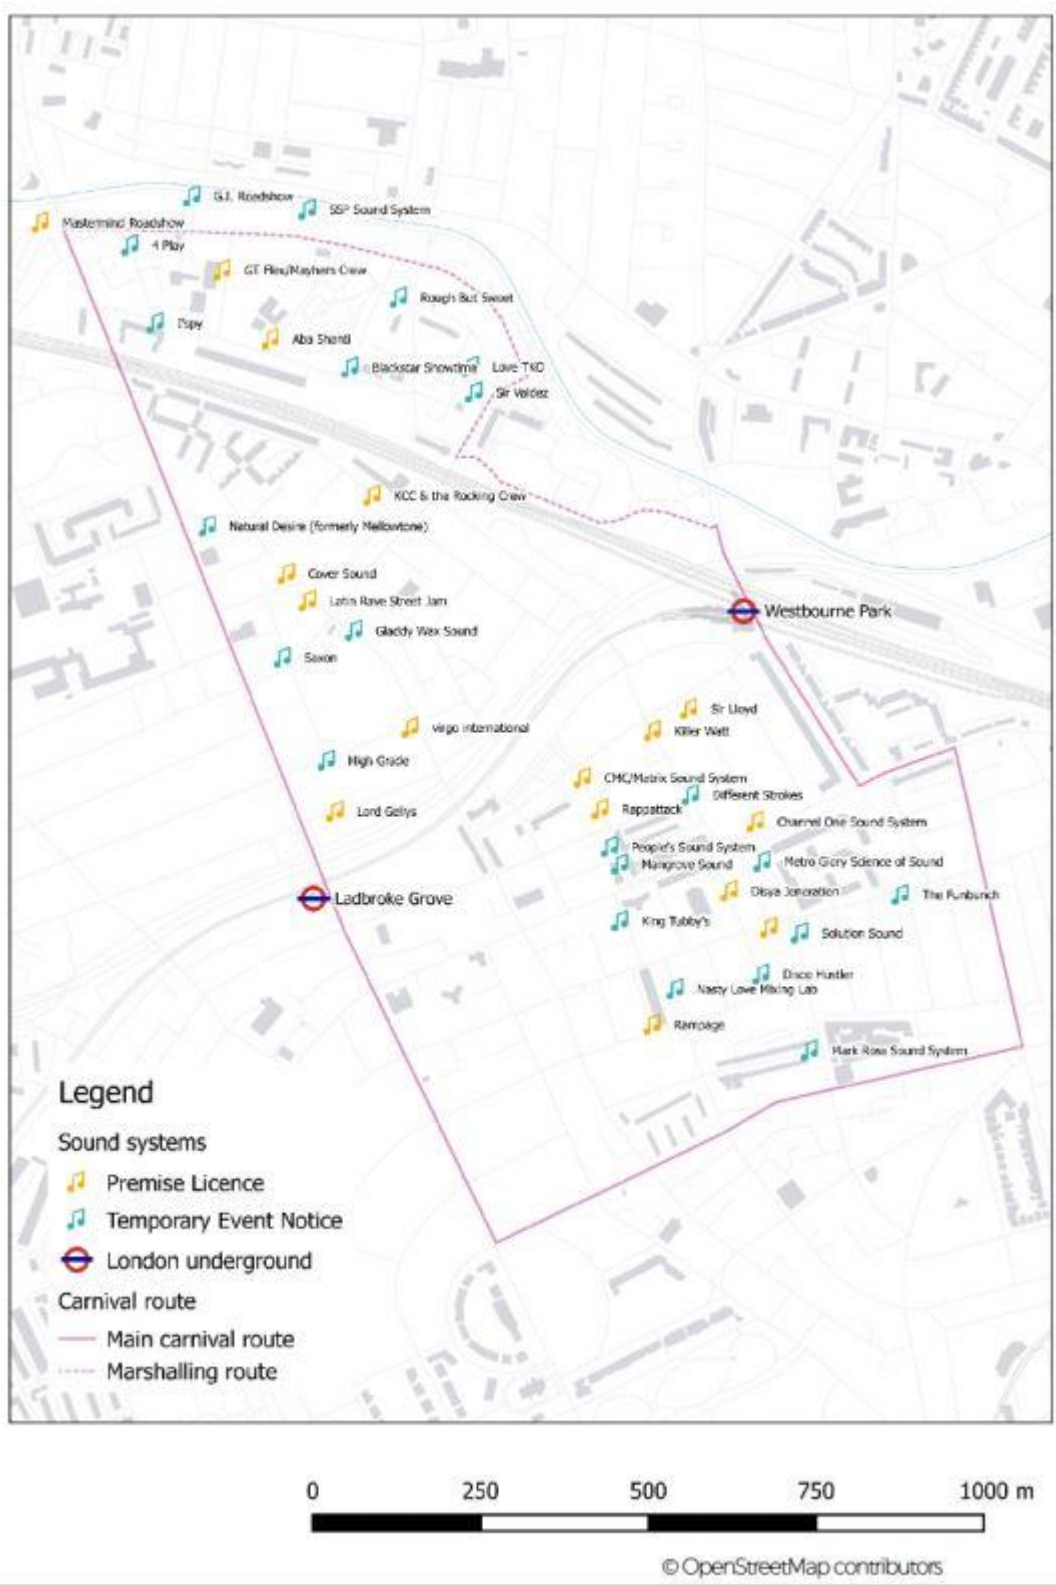 G.I. Roadshow
SSP Sound System
Mastermind Roadshow
4 Play
GT Flex/Mayhem Crew
Rough But Sweet
I'spy
Aba Shanti
Blackstar Showtime
Love TKO
Sir Valdez
KCC & the Rocking Crew
Natural Desire (formerly Mellowtone)
Cover Sound
Latin Rave Street Jam
Westbourne Park
Gladdy Wax Sound
Saxon
Sir Lloyd
virgo international
Killer Watt
High Grade
CMC/Matrix Sound System
Different Strokes
Lord Gellys
Rappattack
Channel One Sound System
People's Sound System
Mangrove Sound
Metro Glory Science of Sound
Disya Jeneration
The Funbunch
Ladbroke Grove
King Tubby's
Solution Sound
Disco Hustler
Nasty Love Mixing Lab
Rampage
Mark Ross Sound System
Legend
Sound systems
Premise Licence
Temporary Event Notice
London underground
Carnival route
Main carnival route
Marshalling route
0 250 500 750 1000 m
© OpenStreetMap contributors